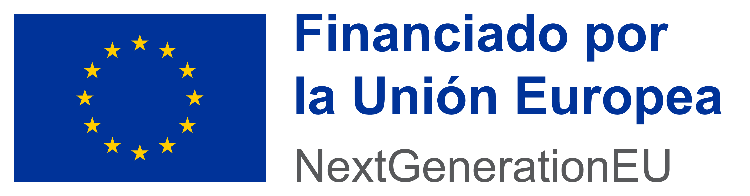 Financiado por
la Unión Europea
NextGenerationEU